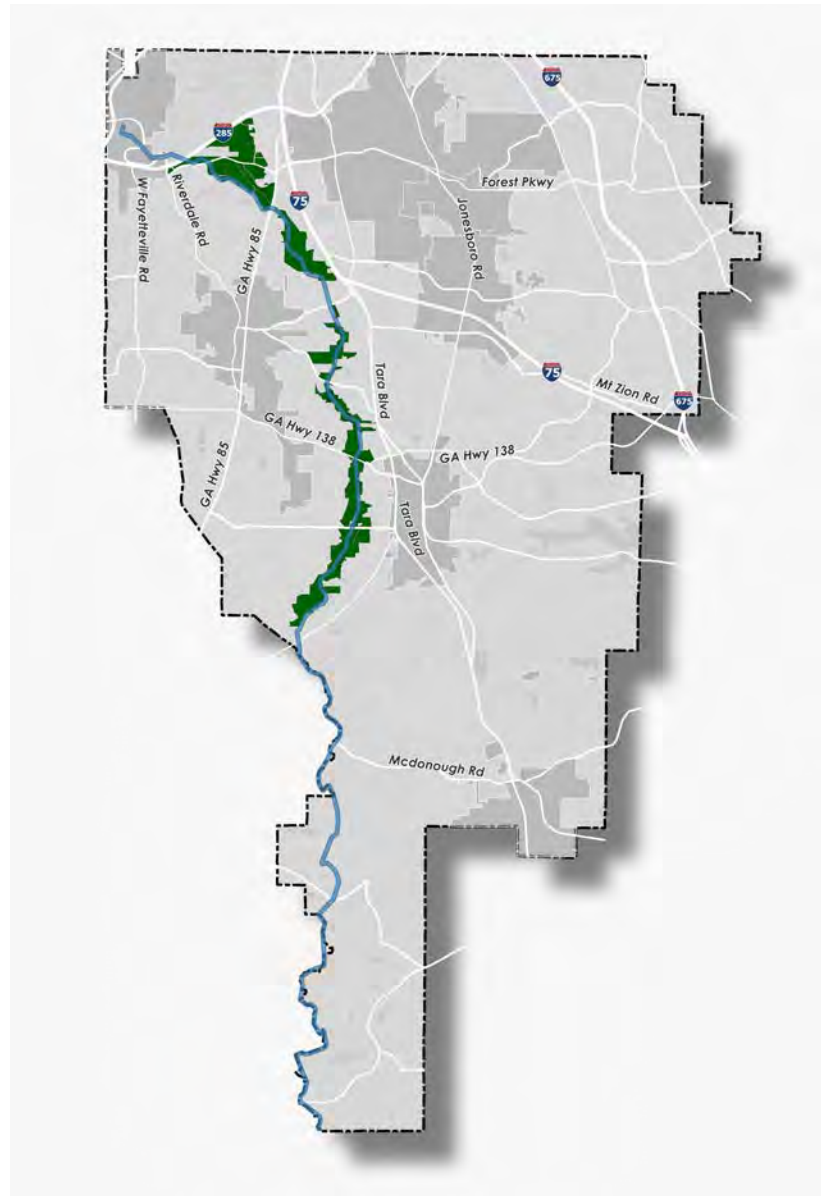 675
285
Forest Pkwy
W Fayetteville Rd
Riverdale Rd
75
Jonesboro Rd
GA Hwy 85
75
Mt Zion Rd
Tara Blvd
675
GA Hwy 138
GA Hwy 138
GA Hwy 85
Tara Blvd
Mcdonough Rd